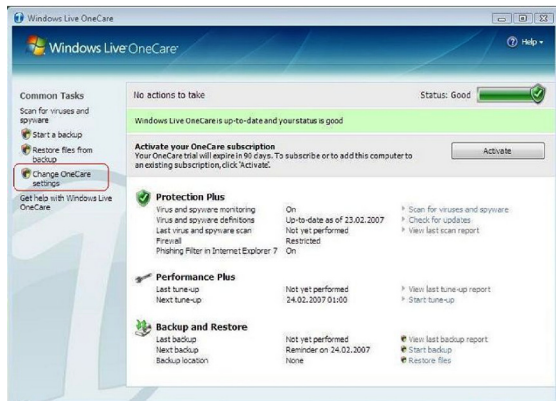 Windows Live OneCare
Windows Live OneCare
Help
Common Tasks
Scan for viruses and
spyware
Start a backup
Restore files from
backup
Change OneCare
settings
Get help with Windows Live
OneCare
No actions to take
Status: Good
Windows Live OneCare is up-to-date and your status is good
Activate your OneCare subscription
Your OneCare trial will expire in 90 days. To subscribe or to add this computer to
an existing subscription, click 'Activate'.
Activate
Protection Plus
Virus and spyware monitoring On Scan for viruses and spyware
Virus and spyware definitions Up-to-date as of 23.02.2007 Check for updates
Last virus and spyware scan Not yet performed View last scan report
Firewall Restricted
Phishing Filter in Internet Explorer 7 On
Performance Plus
Last tune-up Not yet performed View last tune-up report
Next tune-up 24.02.2007 01:00 Start tune-up
Backup and Restore
Last backup Not yet performed View last backup report
Next backup Reminder on 24.02.2007 Start backup
Backup location None Restore files